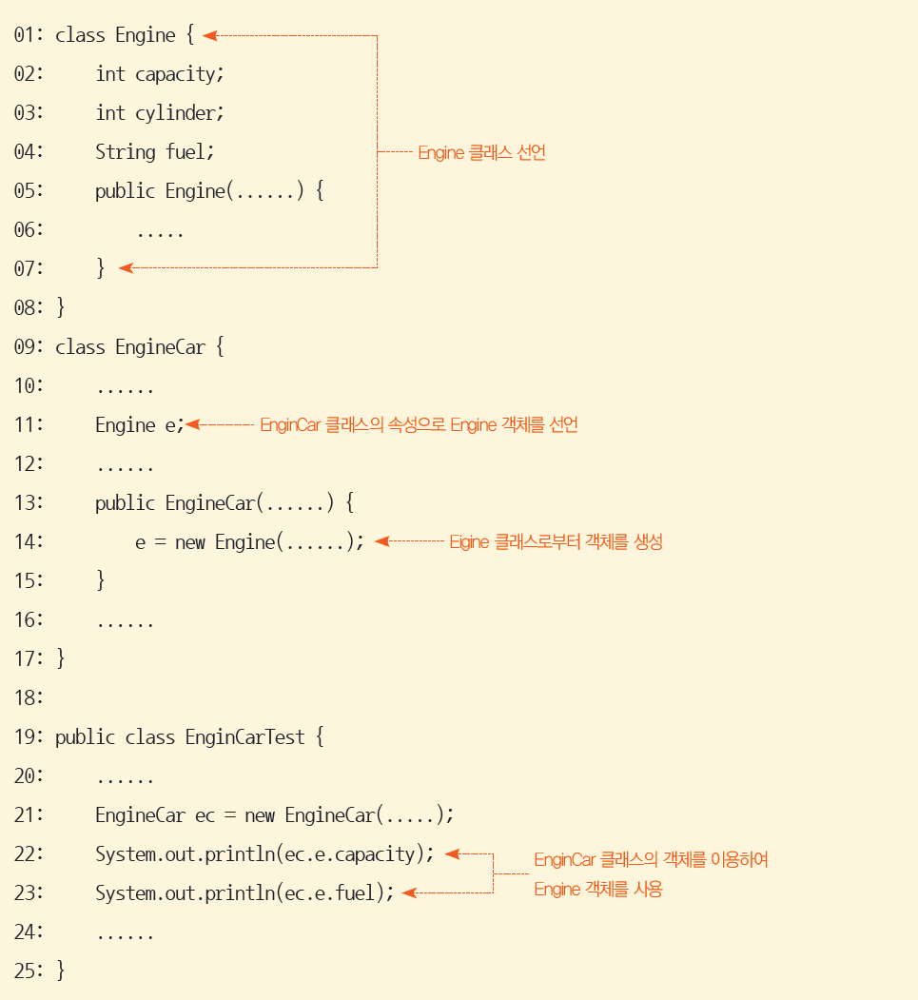 01: class Engine {
02: int capacity;
03: int cylinder;
04: String fuel;
Engine 클래스 선언
05: public Engine(......) {
06: .....
07: }
08: }
09: class EngineCar {
10: ......
11: Engine e;
EnginCar 클래스의 속성으로 Engine 객체를 선언
12: ......
13: public EngineCar(......) {
14: e = new Engine(......);
Eigine 클래스로부터 객체를 생성
15: }
16: ......
17: }
18:
19: public class EnginCarTest {
20: ......
21: EngineCar ec = new EngineCar(.....);
22: System.out.println(ec.e.capacity);
23: System.out.println(ec.e.fuel);
EnginCar 클래스의 객체를 이용하여
Engine 객체를 사용
24: ......
25: }